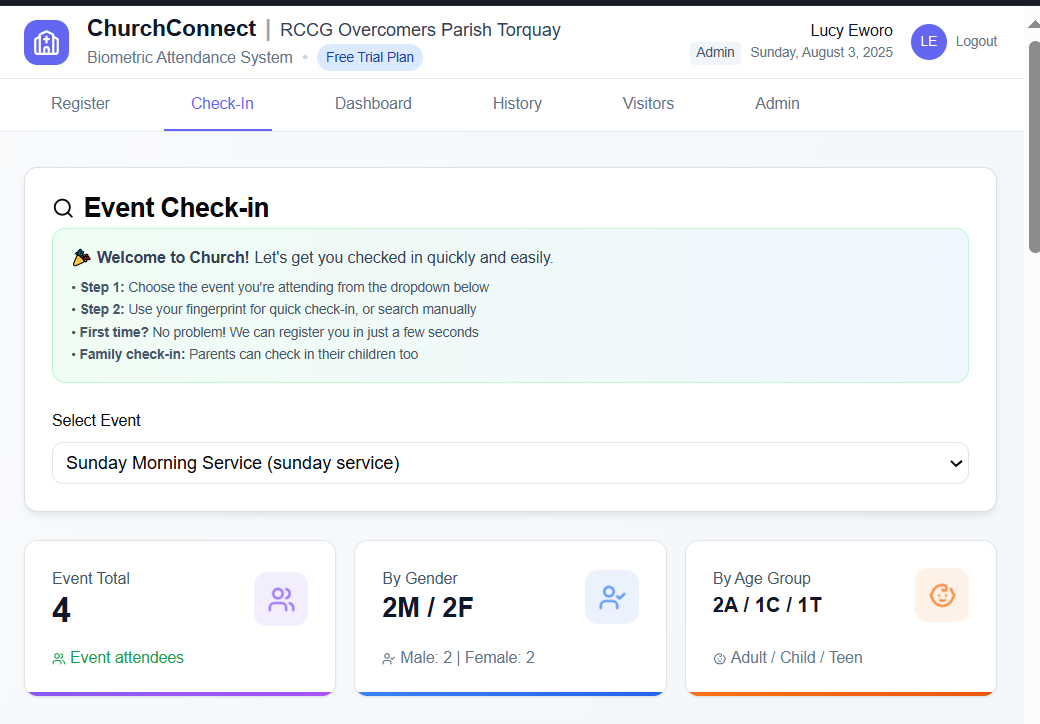 ChurchConnect | RCCG Overcomers Parish Torquay
Biometric Attendance System • Free Trial Plan
Lucy Eworo
Admin Sunday, August 3, 2025
LE
Logout
Register Check-In Dashboard History Visitors Admin
Event Check-in
Welcome to Church! Let's get you checked in quickly and easily.
• Step 1: Choose the event you're attending from the dropdown below
• Step 2: Use your fingerprint for quick check-in, or search manually
• First time? No problem! We can register you in just a few seconds
• Family check-in: Parents can check in their children too
Select Event
Sunday Morning Service (sunday service)
Event Total
4
Event attendees
By Gender
2M / 2F
Male: 2 | Female: 2
By Age Group
2A / 1C / 1T
Adult / Child / Teen